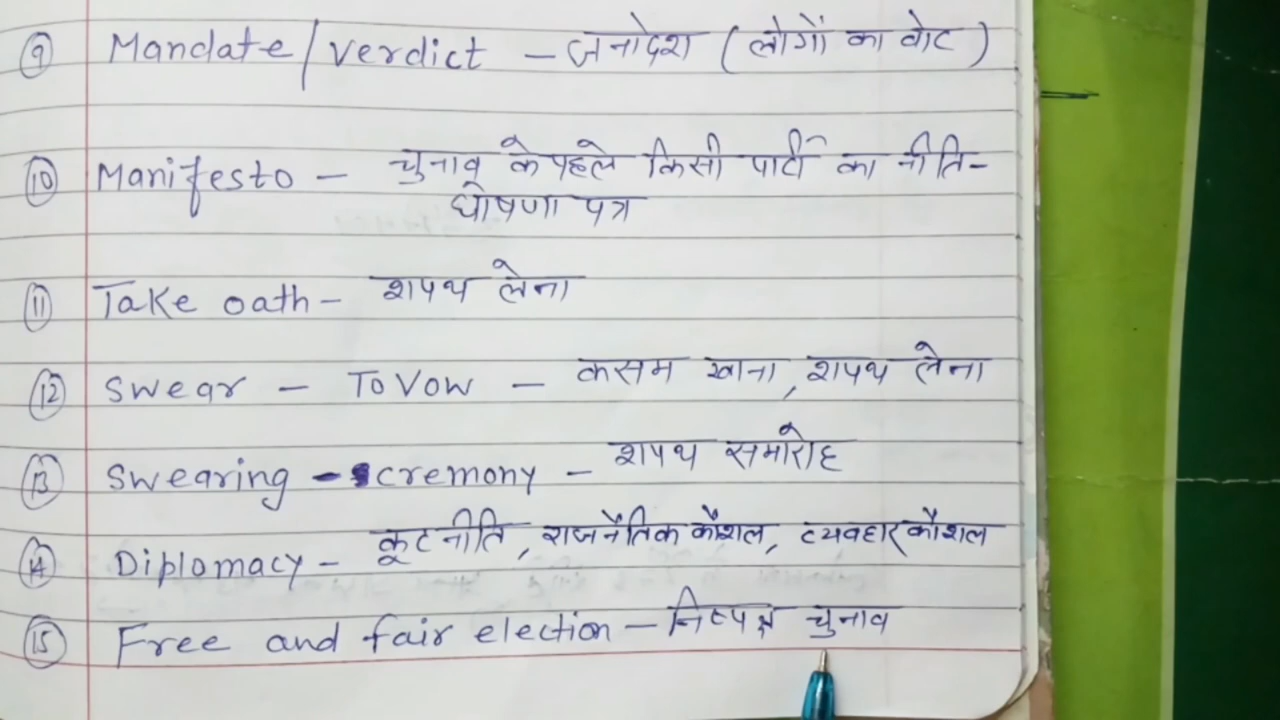 9 Mandate/Verdict - जनादेश (लोगों का वोट)
10 Manifesto - चुनाव के पहले किसी पार्टी का नीति-
घोषणा पत्र
11 Take oath - शपथ लेना
12 Swear - To Vow - कसम खाना, शपथ लेना
13 Swearing - cremony - शपथ समारोह
14 Diplomacy - कूटनीति, राजनैतिक कौशल, व्यवहार कौशल
15 Free and fair election - निष्पक्ष चुनाव